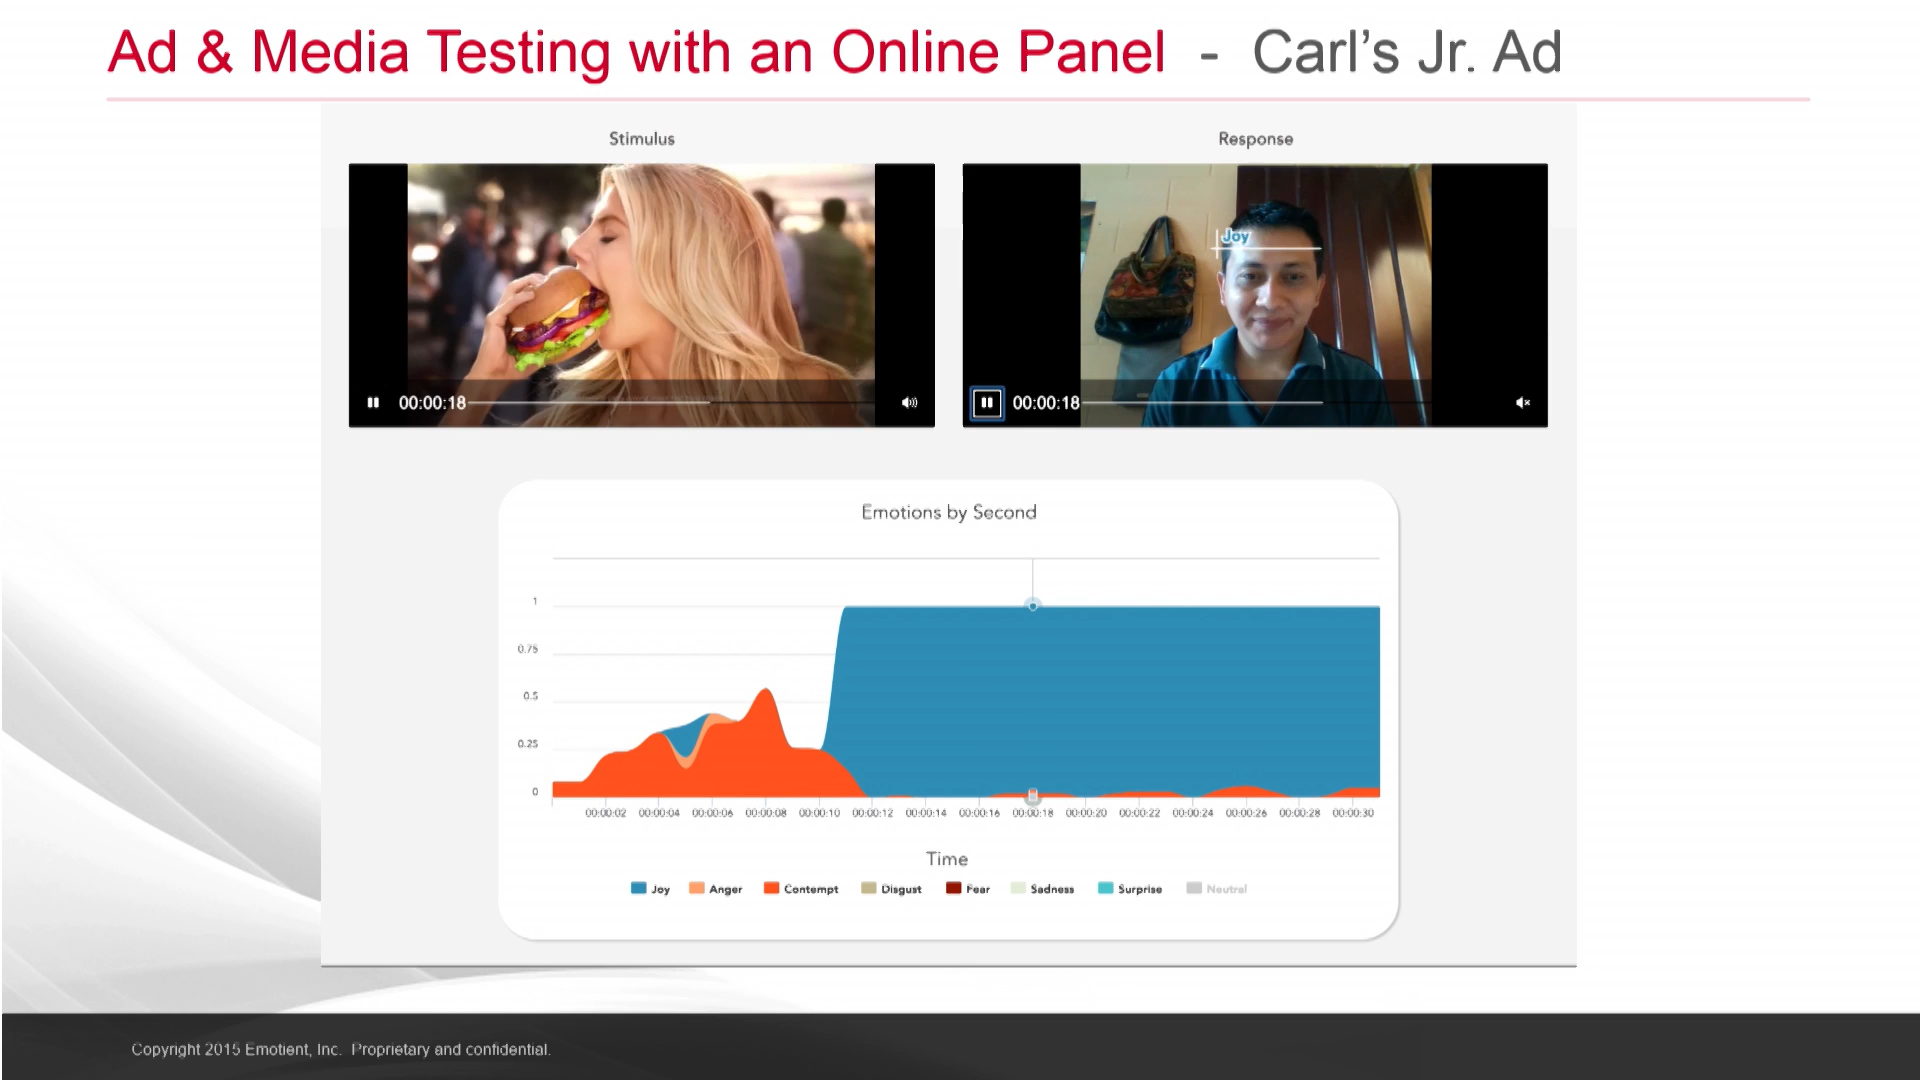 Ad & Media Testing with an Online Panel - Carl's Jr. Ad
Stimulus
Response
Joy
00:00:18
00:00:18
Emotions by Second
1
0.75
0.5
0.25
0
00:00:02 00:00:04 00:00:06 00:00:08 00:00:10 00:00:12 00:00:14 00:00:16 00:00:18 00:00:20 00:00:22 00:00:24 00:00:26 00:00:28 00:00:30
Time
Joy Anger Contempt Disgust Fear Sadness Surprise Neutral
Copyright 2015 Emotient, Inc. Proprietary and confidential.